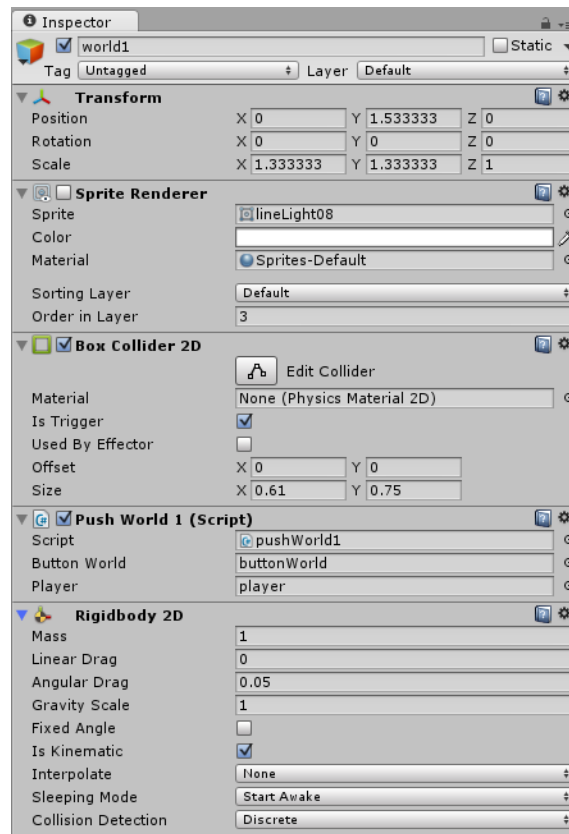 Inspector
world1 Static
Tag Untagged Layer Default
Transform
Position X 0 Y 1.533333 Z 0
Rotation X 0 Y 0 Z 0
Scale X 1.333333 Y 1.333333 Z 1
Sprite Renderer
Sprite lineLight08
Color
Material Sprites-Default
Sorting Layer Default
Order in Layer 3
Box Collider 2D
Edit Collider
Material None (Physics Material 2D)
Is Trigger
Used By Effector
Offset X 0 Y 0
Size X 0.61 Y 0.75
Push World 1 (Script)
Script pushWorld1
Button World buttonWorld
Player player
Rigidbody 2D
Mass 1
Linear Drag 0
Angular Drag 0.05
Gravity Scale 1
Fixed Angle
Is Kinematic
Interpolate None
Sleeping Mode Start Awake
Collision Detection Discrete